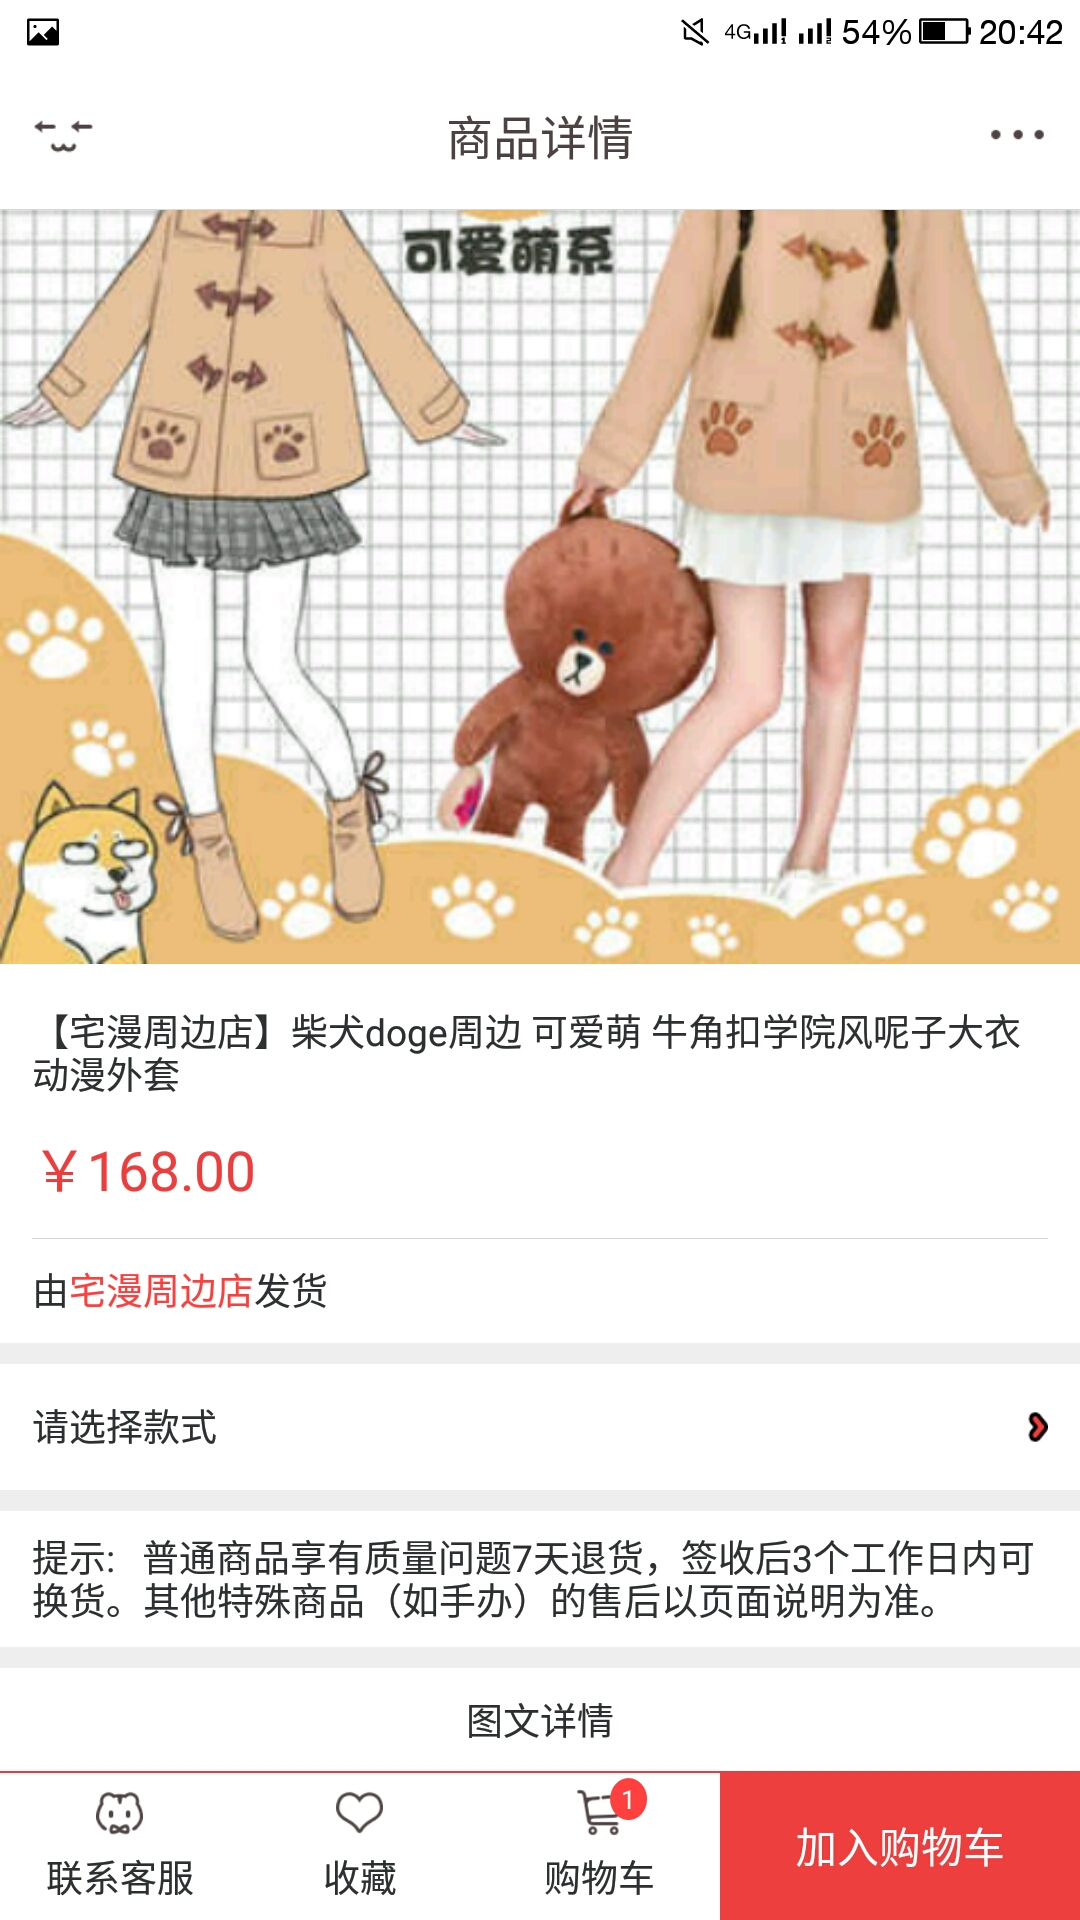 4G 54% 20:42
商品详情
可爱萌系
【宅漫周边店】柴犬doge周边 可爱萌 牛角扣学院风呢子大衣
动漫外套
￥168.00
由宅漫周边店发货
请选择款式
提示：普通商品享有质量问题7天退货，签收后3个工作日内可
换货。其他特殊商品（如手办）的售后以页面说明为准。
图文详情
1
联系客服 收藏 购物车 加入购物车